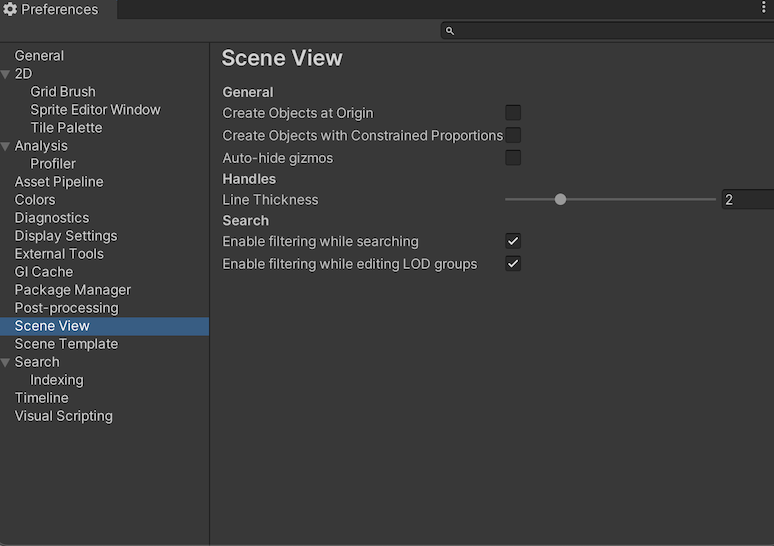 Preferences
General
2D
Grid Brush
Sprite Editor Window
Tile Palette
Analysis
Profiler
Asset Pipeline
Colors
Diagnostics
Display Settings
External Tools
GI Cache
Package Manager
Post-processing
Scene View
Scene Template
Search
Indexing
Timeline
Visual Scripting
Scene View
General
Create Objects at Origin
Create Objects with Constrained Proportions
Auto-hide gizmos
Handles
Line Thickness 2
Search
Enable filtering while searching
Enable filtering while editing LOD groups